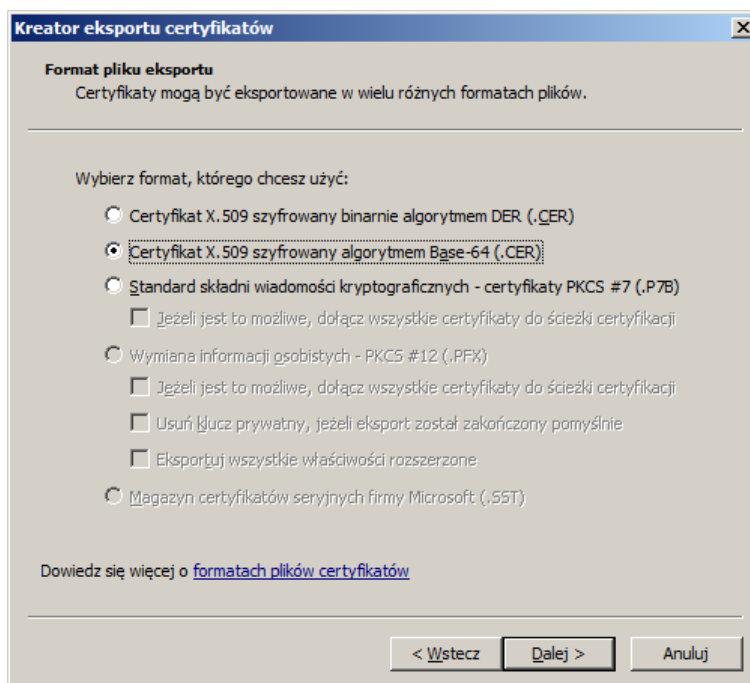 Kreator eksportu certyfikatów
Format pliku eksportu
Certyfikaty mogą być eksportowane w wielu różnych formatach plików.
Wybierz format, którego chcesz użyć:
Certyfikat X.509 szyfrowany binarnie algorytmem DER (.CER)
Certyfikat X.509 szyfrowany algorytmem Base-64 (.CER)
Standard składni wiadomości kryptograficznych - certyfikaty PKCS #7 (.P7B)
Jeżeli jest to możliwe, dołącz wszystkie certyfikaty do ścieżki certyfikacji
Wymiana informacji osobistych - PKCS #12 (.PFX)
Jeżeli jest to możliwe, dołącz wszystkie certyfikaty do ścieżki certyfikacji
Usuń klucz prywatny, jeżeli eksport został zakończony pomyślnie
Eksportuj wszystkie właściwości rozszerzone
Magazyn certyfikatów seryjnych firmy Microsoft (.SST)
Dowiedz się więcej o formatach plików certyfikatów
< Wstecz Dalej > Anuluj